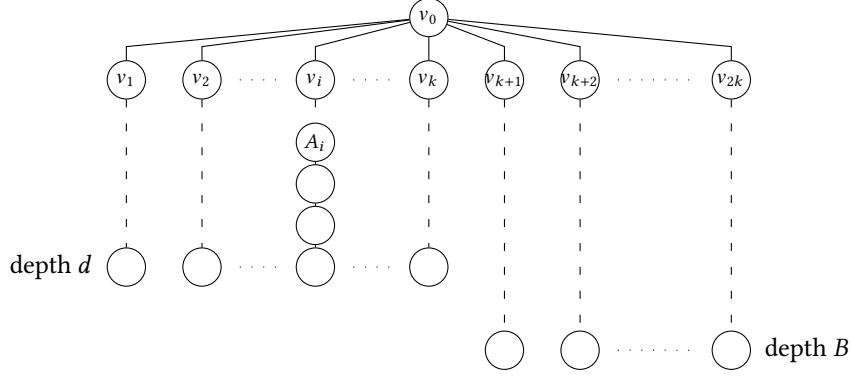 v₀
v₁ v₂ .... vᵢ .... vₖ vₖ₊₁ vₖ₊₂ ....... v₂ₖ
Aᵢ
depth d .... ....
....... depth B